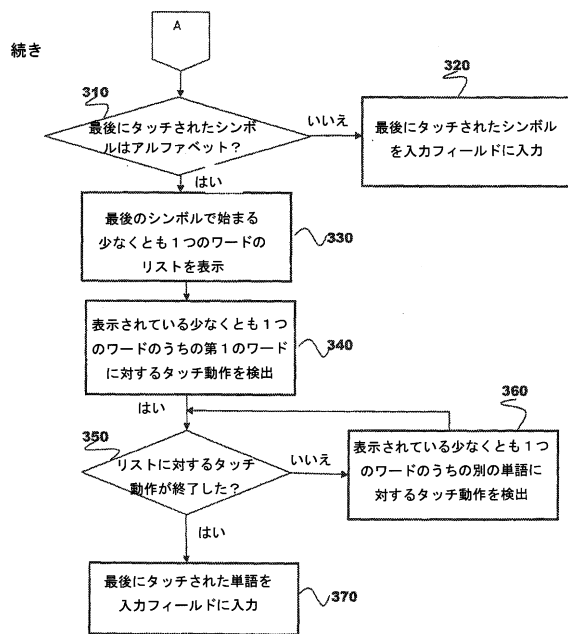 A
続き
310
最後にタッチされたシンボ
ルはアルファベット？
いいえ
320
最後にタッチされたシンボル
を入力フィールドに入力
はい
最後のシンボルで始まる
少なくとも１つのワードの
リストを表示
330
表示されている少なくとも１つ
のワードのうちの第１のワード
に対するタッチ動作を検出
340
はい
350
リストに対するタッチ
動作が終了した？
いいえ
360
表示されている少なくとも１つ
のワードのうちの別の単語に
対するタッチ動作を検出
はい
最後にタッチされた単語を
入力フィールドに入力
370